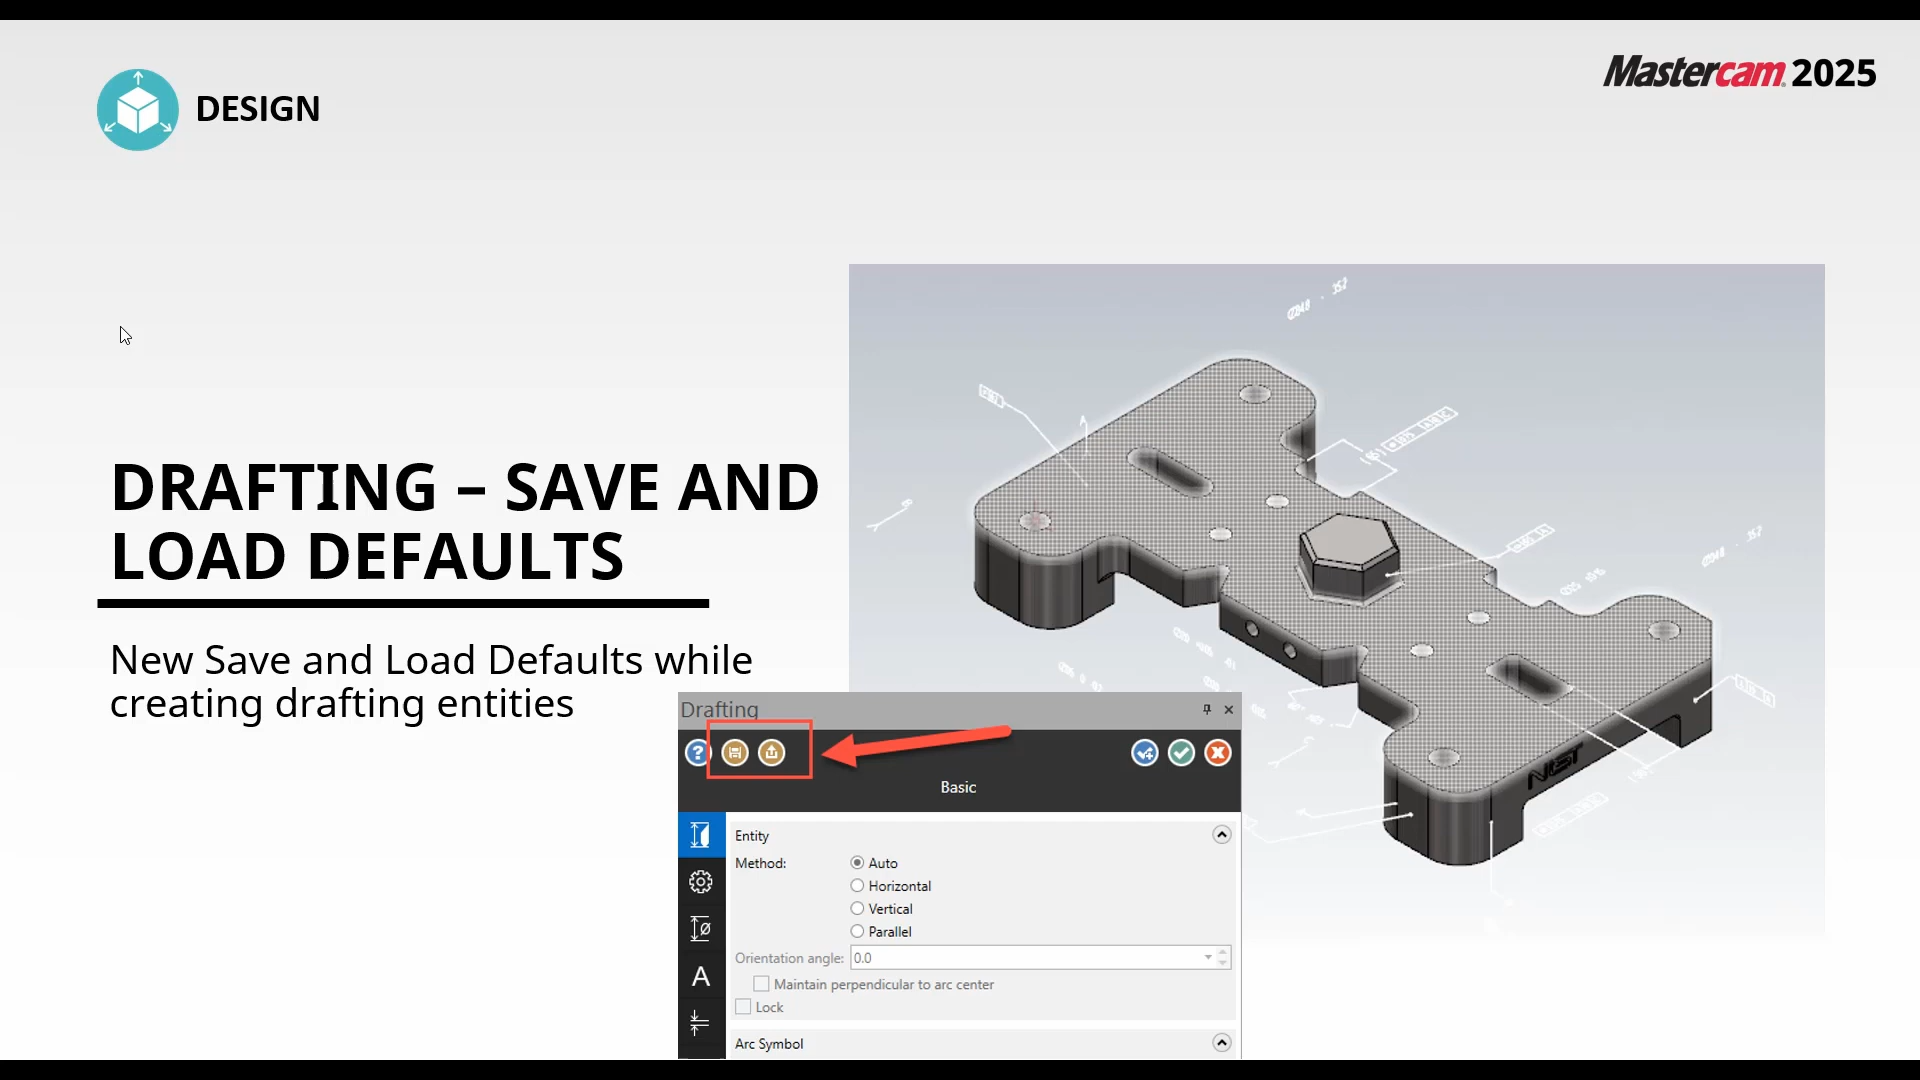 DESIGN
Mastercam 2025
DRAFTING – SAVE AND
LOAD DEFAULTS
New Save and Load Defaults while
creating drafting entities
NIST
Drafting
?
Basic
Entity
Method:
Auto
Horizontal
Vertical
Parallel
Orientation angle: 0.0
Maintain perpendicular to arc center
Lock
A
Arc Symbol